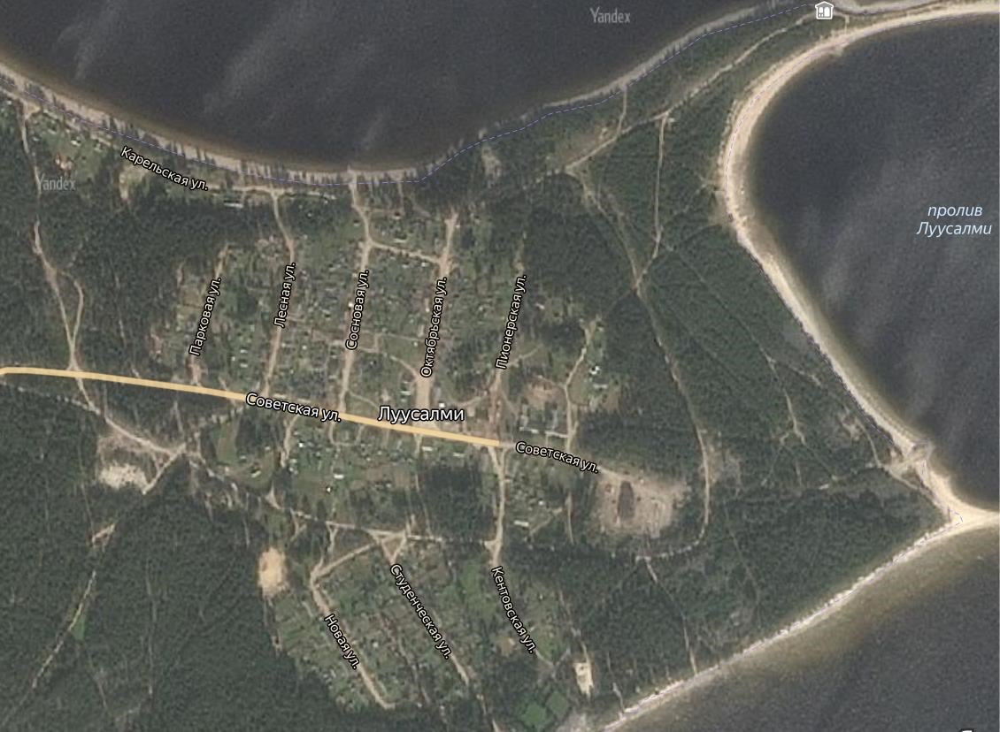 Yandex
Карельская ул.
Yandex
пролив
Луусалми
Парковая ул.
Лесная ул.
Сосновая ул.
Октябрьская ул.
Пионерская ул.
Советская ул.
Луусалми
Советская ул.
Новая ул.
Студенческая ул.
Кентовская ул.